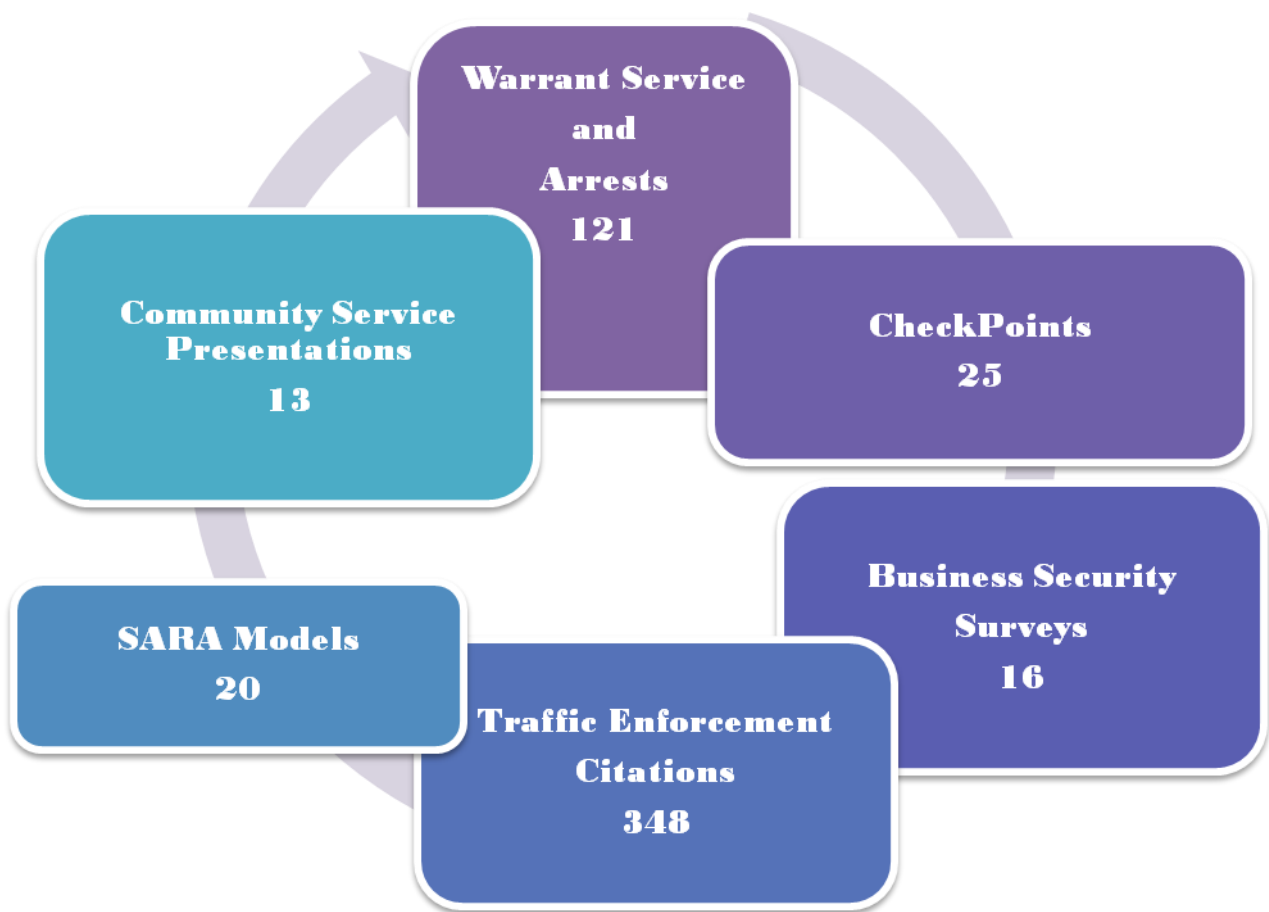 Warrant Service
and
Arrests
121
CheckPoints
25
Business Security
Surveys
16
Traffic Enforcement
Citations
348
SARA Models
20
Community Service
Presentations
13